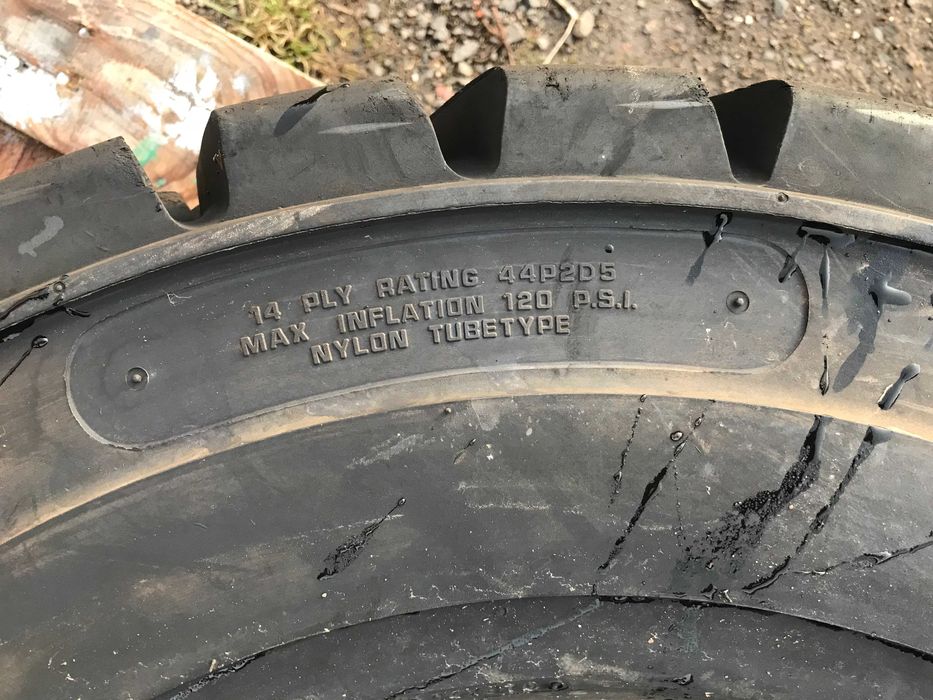 14 PLY RATING 44P2D5
MAX INFLATION 120 P.S.I.
NYLON TUBETYPE